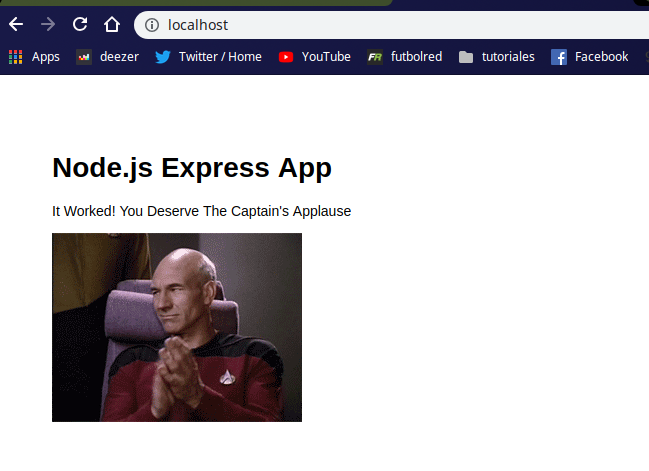 localhost
Apps deezer Twitter / Home YouTube FR futbolred tutoriales Facebook
Node.js Express App
It Worked! You Deserve The Captain's Applause